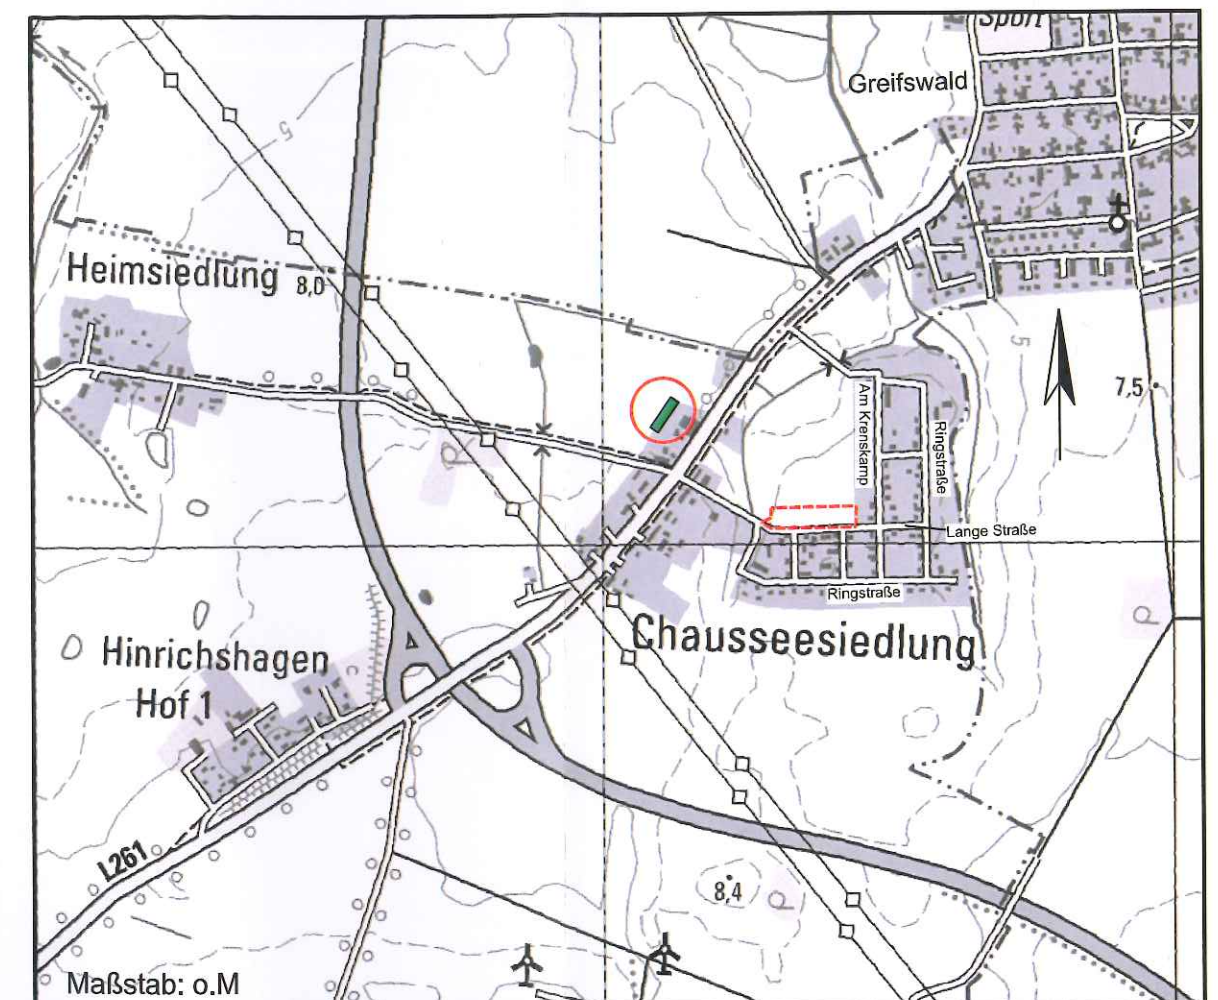 Sport
Greifswald
5
Heimsiedlung
8,0
5
7,5
Am Krenskamp
Ringstraße
Lange Straße
Ringstraße
Chausseesiedlung
Hinrichshagen
Hof 1
L261
8,4
Maßstab: o.M